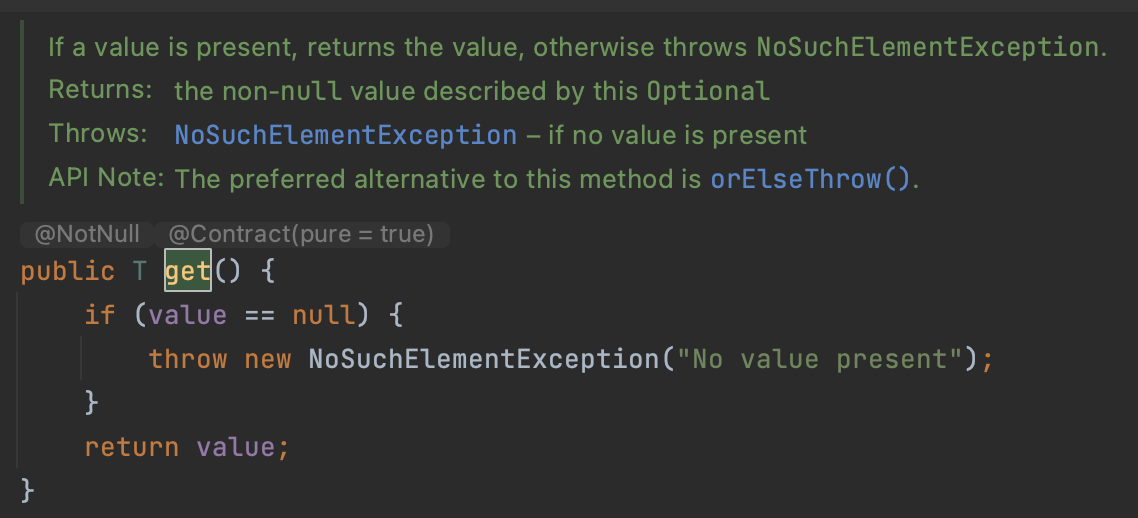 If a value is present, returns the value, otherwise throws NoSuchElementException.
Returns: the non-null value described by this Optional
Throws: NoSuchElementException – if no value is present
API Note: The preferred alternative to this method is orElseThrow().
@NotNull @Contract(pure = true)
public T get() {
    if (value == null) {
        throw new NoSuchElementException("No value present");
    }
    return value;
}